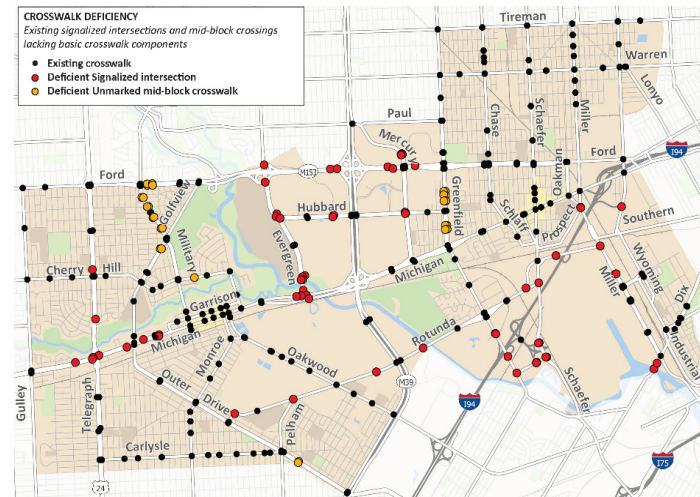 CROSSWALK DEFICIENCY
Existing signalized intersections and mid-block crossings
lacking basic crosswalk components
Existing crosswalk
Deficient Signalized intersection
Deficient Unmarked mid-block crosswalk
Tireman
Warren
Lonyo
Paul
Mercury
Chase
Schaefer
Miller
I94
M153
Ford
Ford
Oakman
Greenfield
Golfview
Hubbard
Schlaff
Prospect
Southern
Evergreen
Military
Cherry Hill
Michigan
Miller
Wyoming
Dix
Garrison
Michigan
Monroe
Rotunda
Industrial
Oakwood
Outer Drive
M39
Schaefer
Gulley
Telegraph
Pelham
I94
Carlysle
I75
24